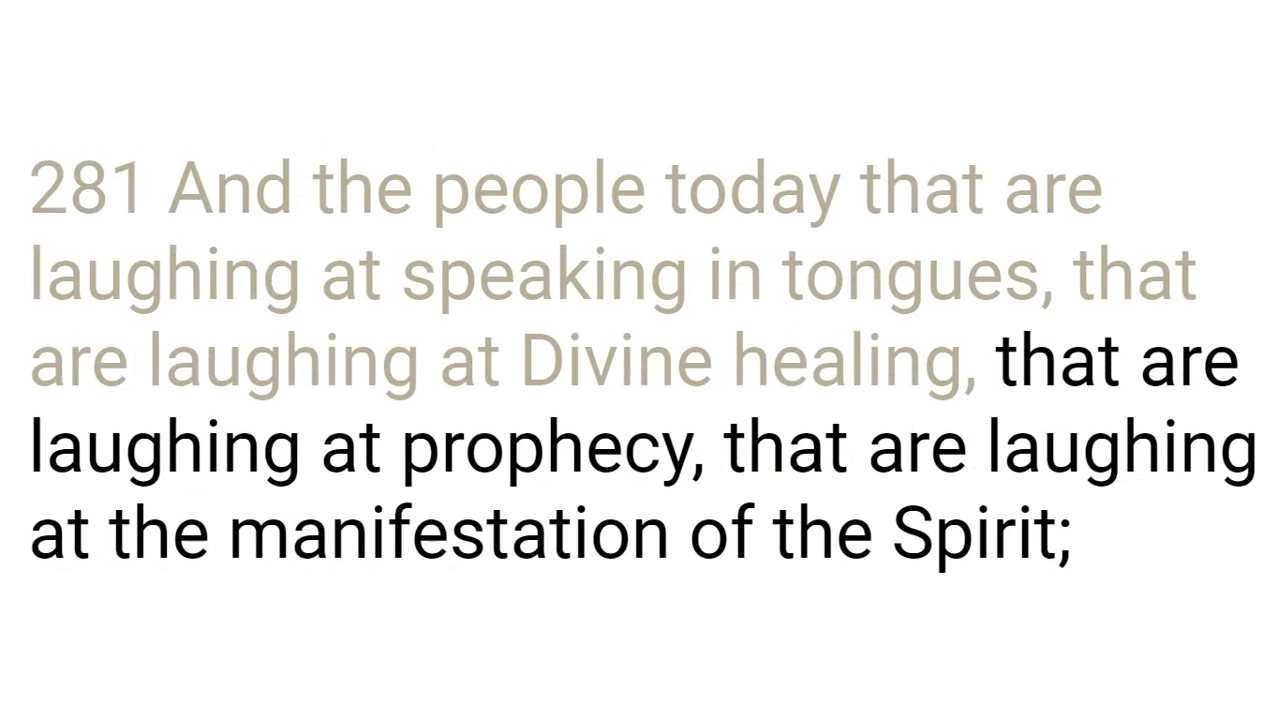 281 And the people today that are
laughing at speaking in tongues, that
are laughing at Divine healing, that are
laughing at prophecy, that are laughing
at the manifestation of the Spirit;